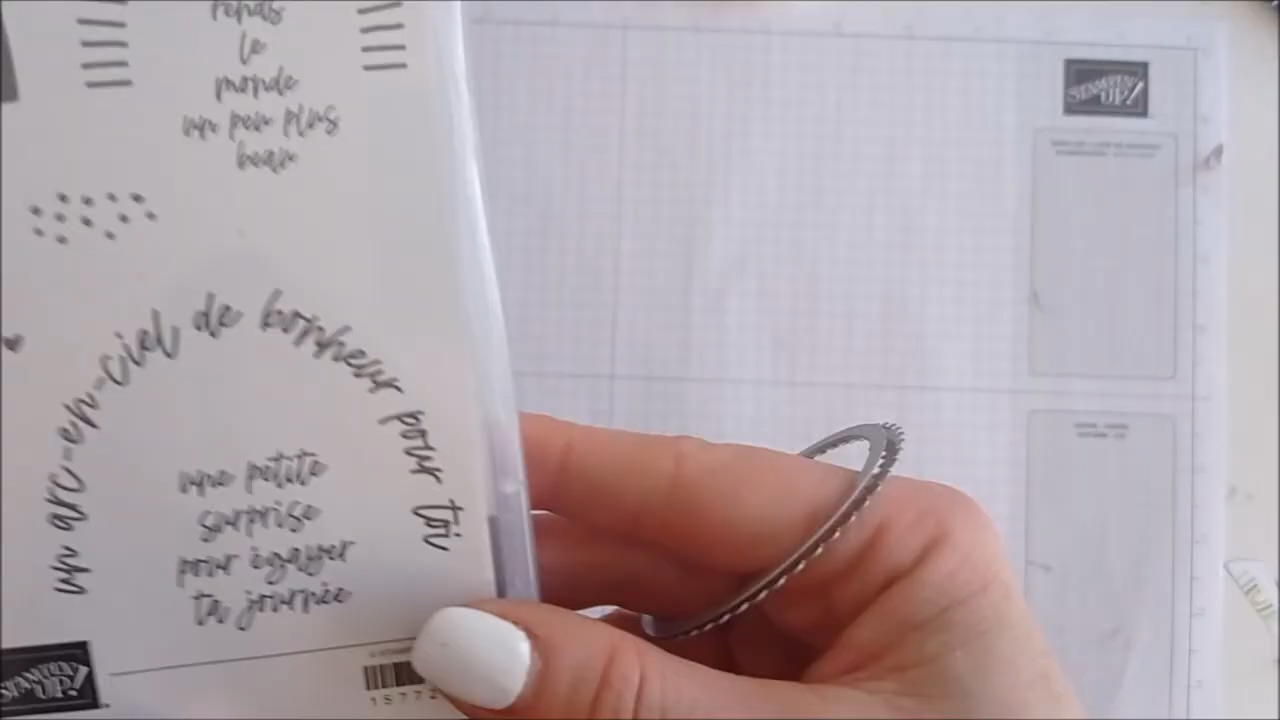 rends
le
monde
un peu plus
beau
un arc-en-ciel de bonheur pour toi
une petite
surprise
pour égayer
ta journée
STAMPIN' UP!
1577
STAMPIN' UP!